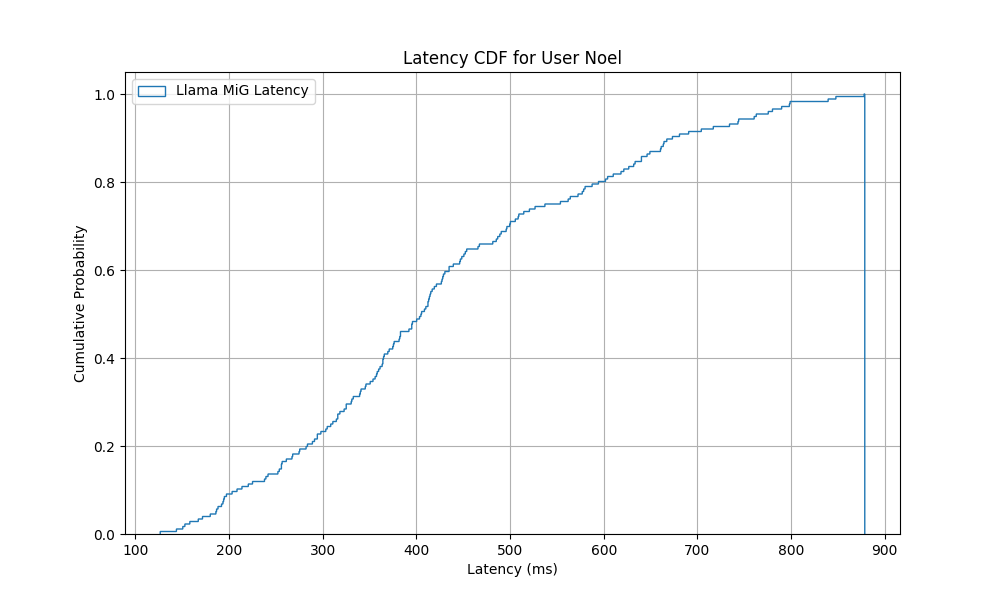 Latency CDF for User Noel
Llama MiG Latency
Cumulative Probability
1.0
0.8
0.6
0.4
0.2
0.0
100 200 300 400 500 600 700 800 900
Latency (ms)